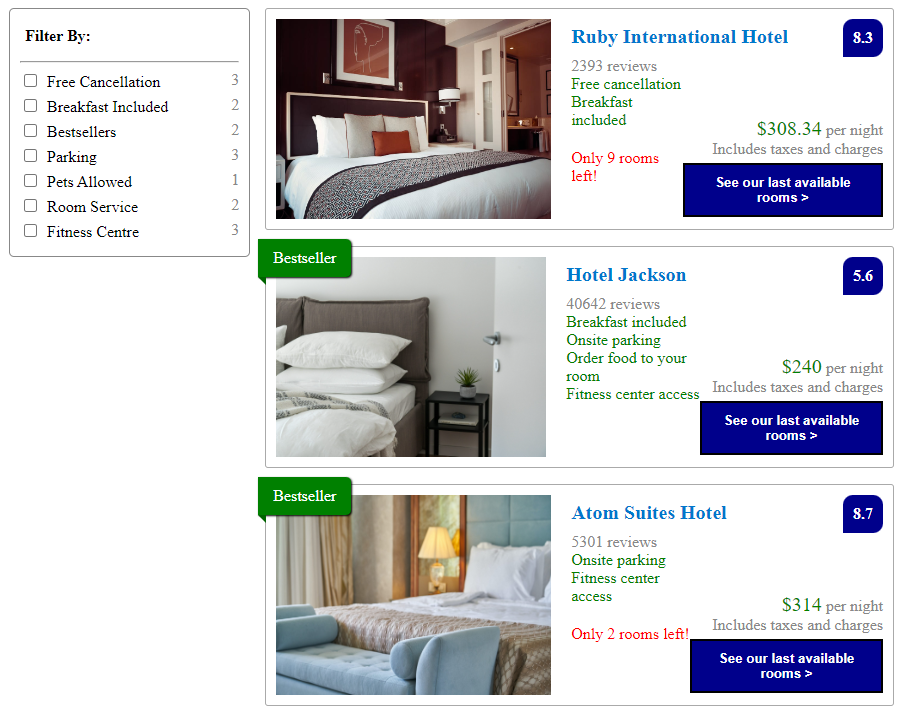 Filter By:
Free Cancellation 3
Breakfast Included 2
Bestsellers 2
Parking 3
Pets Allowed 1
Room Service 2
Fitness Centre 3
Ruby International Hotel
8.3
2393 reviews
Free cancellation
Breakfast
included
Only 9 rooms
left!
$308.34 per night
Includes taxes and charges
See our last available
rooms >
Bestseller
Hotel Jackson
5.6
40642 reviews
Breakfast included
Onsite parking
Order food to your
room
Fitness center access
$240 per night
Includes taxes and charges
See our last available
rooms >
Bestseller
Atom Suites Hotel
8.7
5301 reviews
Onsite parking
Fitness center
access
Only 2 rooms left!
$314 per night
Includes taxes and charges
See our last available
rooms >